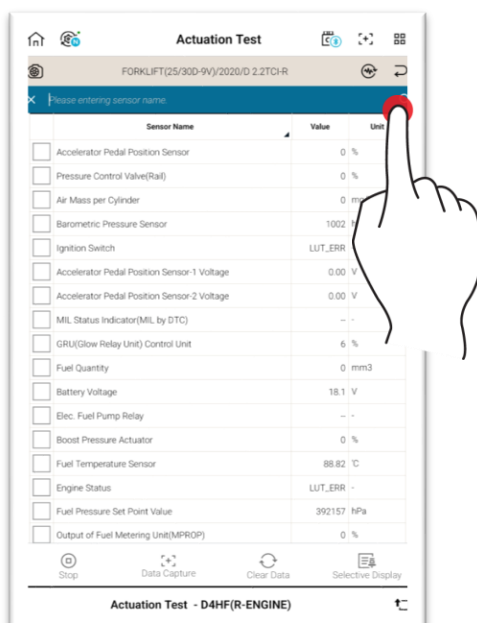 Actuation Test
FORKLIFT(25/30D-9V)/2020/D 2.2TCI-R
× Please entering sensor name.
Sensor Name Value Unit
Accelerator Pedal Position Sensor 0 %
Pressure Control Valve(Rail) 0 %
Air Mass per Cylinder 0
Barometric Pressure Sensor 1002
Ignition Switch LUT_ERR
Accelerator Pedal Position Sensor-1 Voltage 0.00 V
Accelerator Pedal Position Sensor-2 Voltage 0.00 V
MIL Status Indicator(MIL by DTC) -- -
GRU(Glow Relay Unit) Control Unit 6 %
Fuel Quantity 0 mm3
Battery Voltage 18.1 V
Elec. Fuel Pump Relay -- -
Boost Pressure Actuator 0 %
Fuel Temperature Sensor 88.82 ℃
Engine Status LUT_ERR -
Fuel Pressure Set Point Value 392157 hPa
Output of Fuel Metering Unit(MPROP) 0 %
Stop Data Capture Clear Data Selective Display
Actuation Test - D4HF(R-ENGINE)